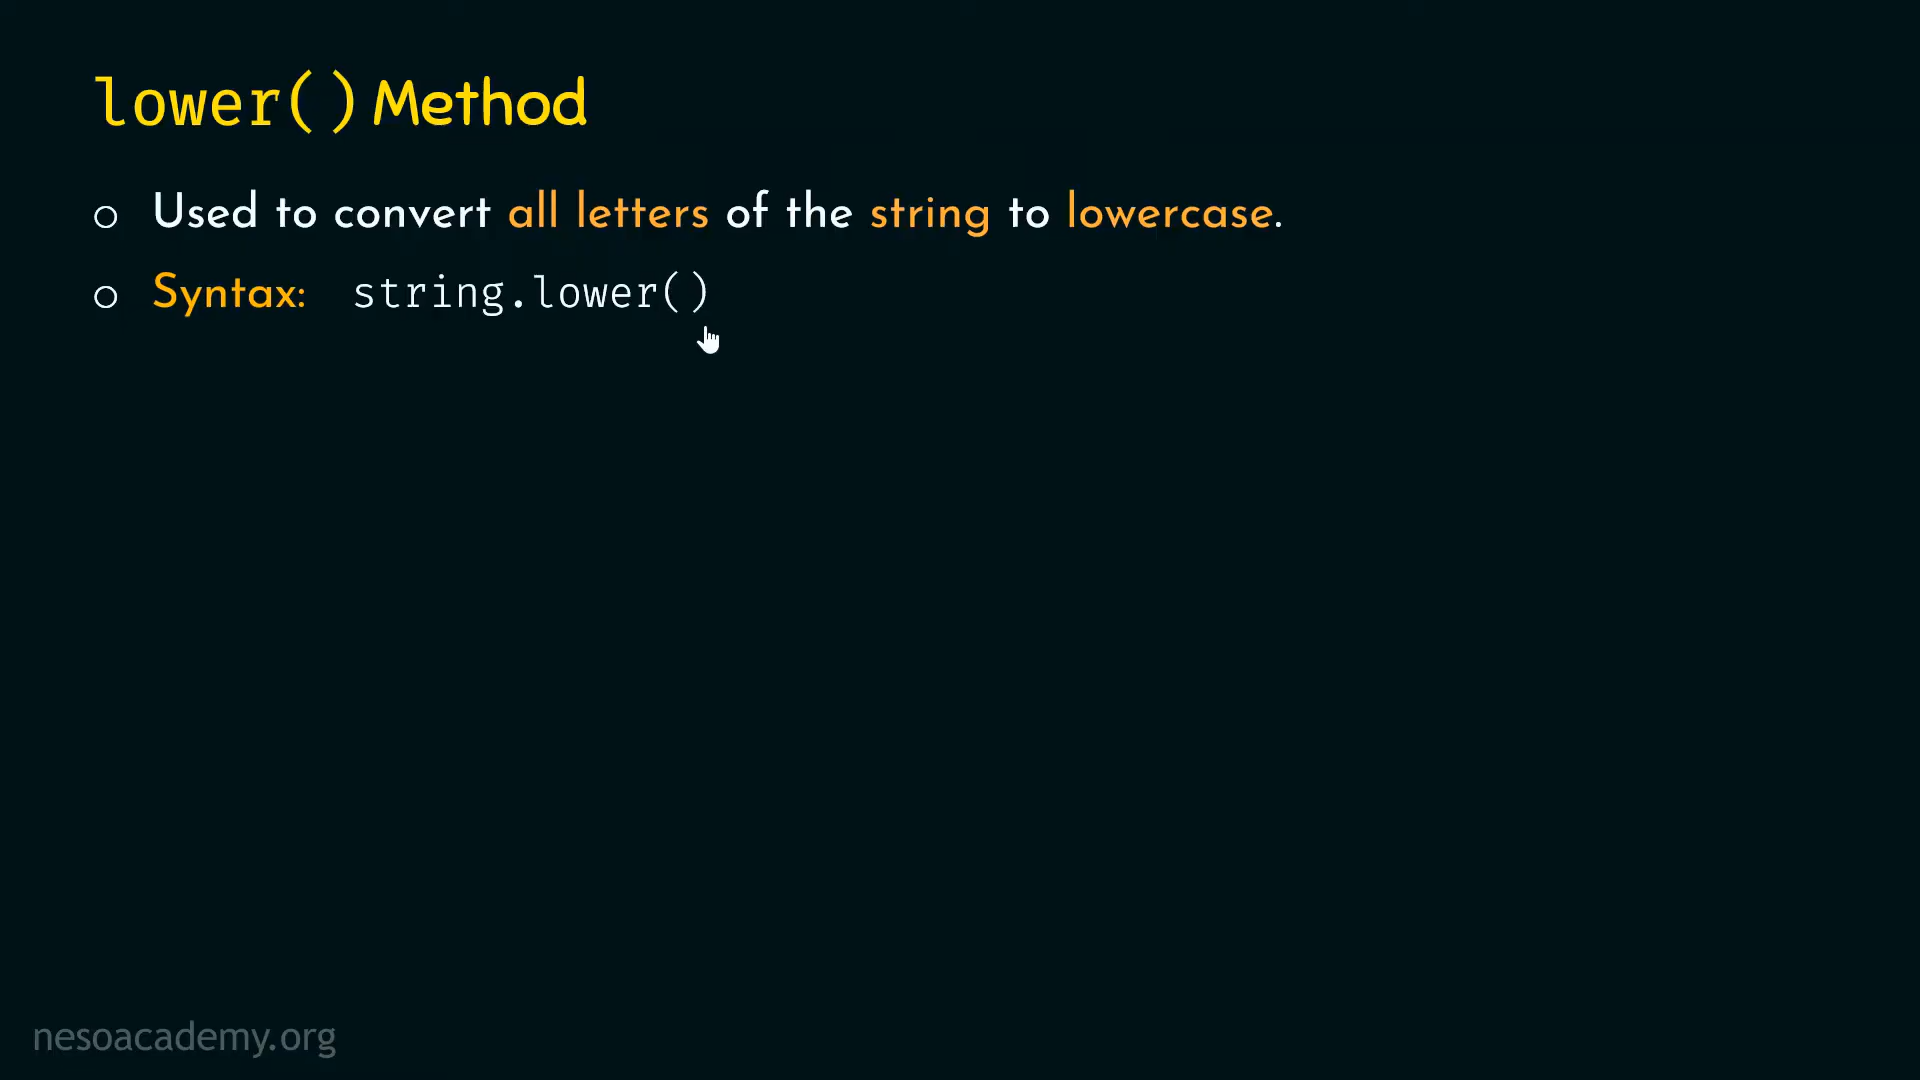 lower() Method
Used to convert all letters of the string to lowercase.
Syntax: string.lower()
nesoacademy.org